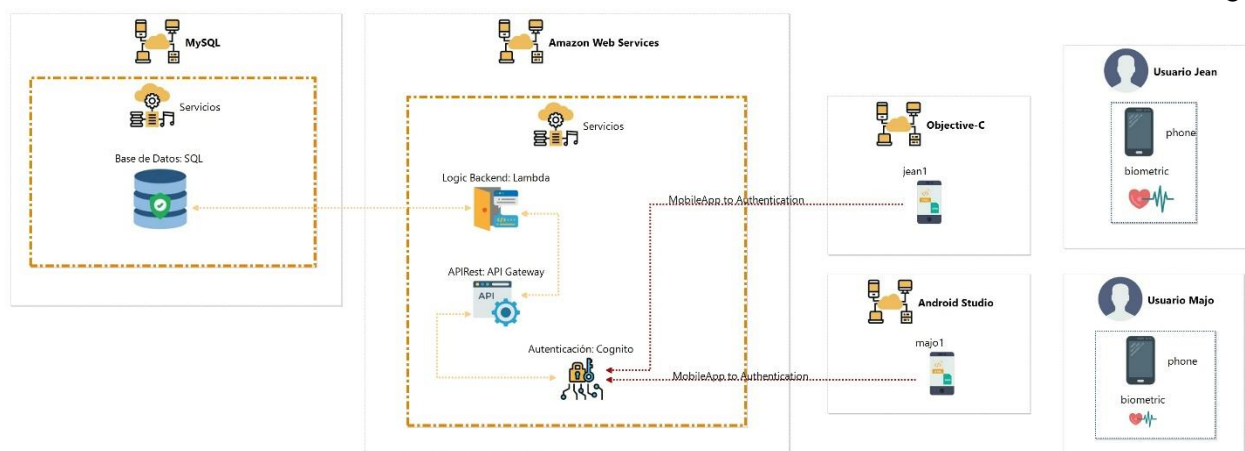 MySQL
Servicios
Base de Datos: SQL
Amazon Web Services
Servicios
Logic Backend: Lambda
APIRest: API Gateway
API
Autenticación: Cognito
MobileApp to Authentication
MobileApp to Authentication
Objective-C
jean1
Android Studio
majo1
Usuario Jean
phone
biometric
Usuario Majo
phone
biometric